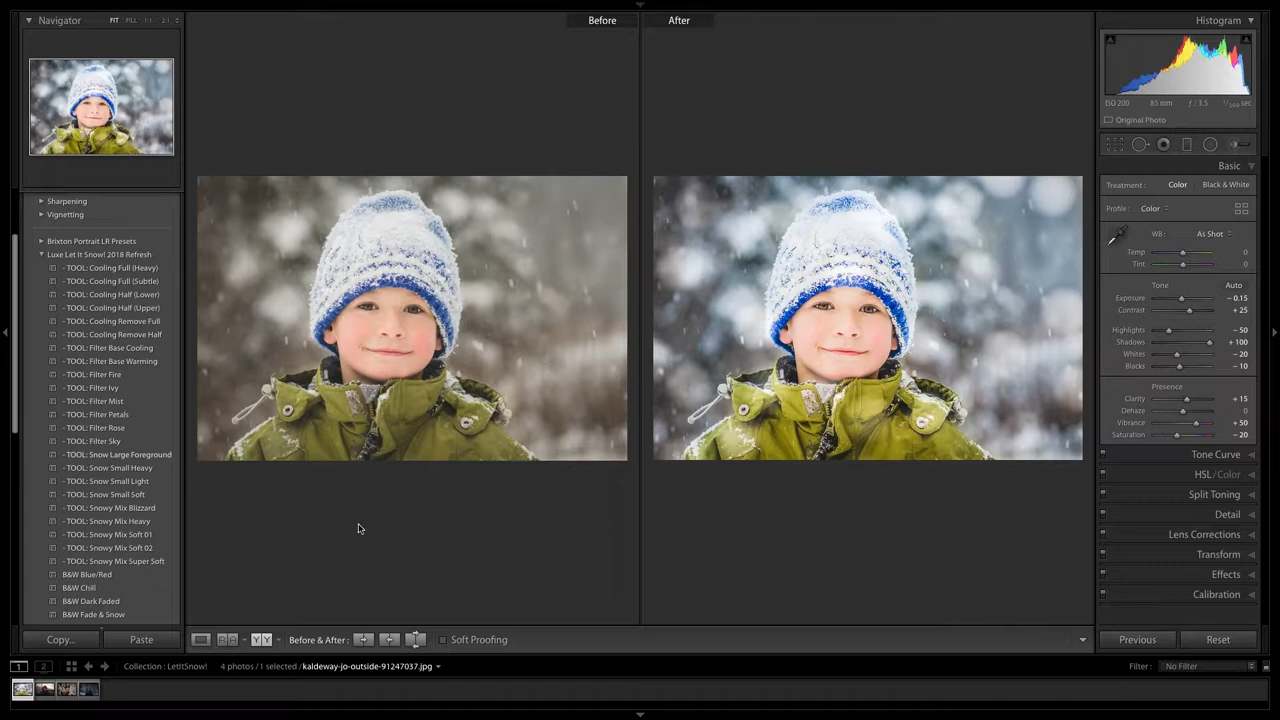 Navigator FIT FILL 1:1 2:1
Before
After
Histogram
ISO 200 85 mm ƒ / 3.5 1/160 sec
Original Photo
Basic
Treatment: Color Black & White
Profile: Color
WB: As Shot
Temp 0
Tint 0
Tone Auto
Exposure − 0.15
Contrast + 25
Highlights − 50
Shadows + 100
Whites − 20
Blacks − 10
Presence
Clarity + 15
Dehaze 0
Vibrance + 50
Saturation − 20
Tone Curve
HSL / Color
Split Toning
Detail
Lens Corrections
Transform
Effects
Calibration
Previous Reset
Sharpening
Vignetting
Brixton Portrait LR Presets
Luxe Let It Snow! 2018 Refresh
- TOOL: Cooling Full (Heavy)
- TOOL: Cooling Full (Subtle)
- TOOL: Cooling Half (Lower)
- TOOL: Cooling Half (Upper)
- TOOL: Cooling Remove Full
- TOOL: Cooling Remove Half
- TOOL: Filter Base Cooling
- TOOL: Filter Base Warming
- TOOL: Filter Fire
- TOOL: Filter Ivy
- TOOL: Filter Mist
- TOOL: Filter Petals
- TOOL: Filter Rose
- TOOL: Filter Sky
- TOOL: Snow Large Foreground
- TOOL: Snow Small Heavy
- TOOL: Snow Small Light
- TOOL: Snow Small Soft
- TOOL: Snowy Mix Blizzard
- TOOL: Snowy Mix Heavy
- TOOL: Snowy Mix Soft 01
- TOOL: Snowy Mix Soft 02
- TOOL: Snowy Mix Super Soft
B&W Blue/Red
B&W Chill
B&W Dark Faded
B&W Fade & Snow
Copy... Paste
R A Y Y Before & After : Soft Proofing
1 2 Collection : LetItSnow! 4 photos / 1 selected / kaldeway-jo-outside-91247037.jpg Filter : No Filter